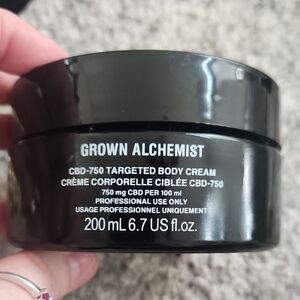 GROWN ALCHEMIST
CBD-750 TARGETED BODY CREAM
CRÈME CORPORELLE CIBLÉE CBD-750
750 mg CBD PER 100 ml
PROFESSIONAL USE ONLY
USAGE PROFESSIONNEL UNIQUEMENT
200 mL 6.7 US fl.oz.